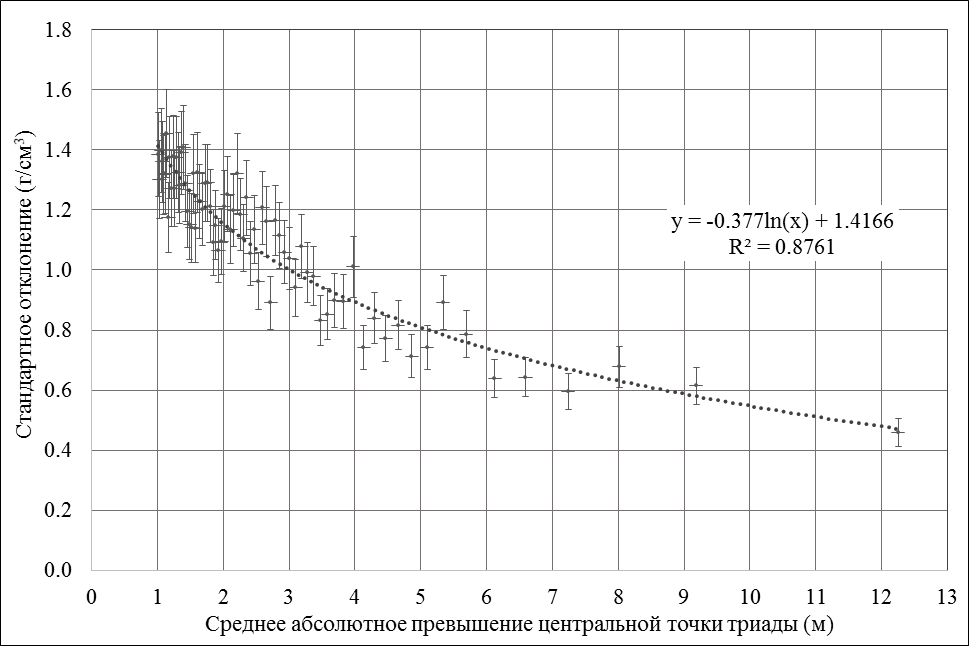 1.8
1.6
1.4
1.2
1.0
0.8
0.6
0.4
0.2
0.0
Стандартное отклонение (г/см³)
y = -0.377ln(x) + 1.4166
R² = 0.8761
0 1 2 3 4 5 6 7 8 9 10 11 12 13
Среднее абсолютное превышение центральной точки триады (м)